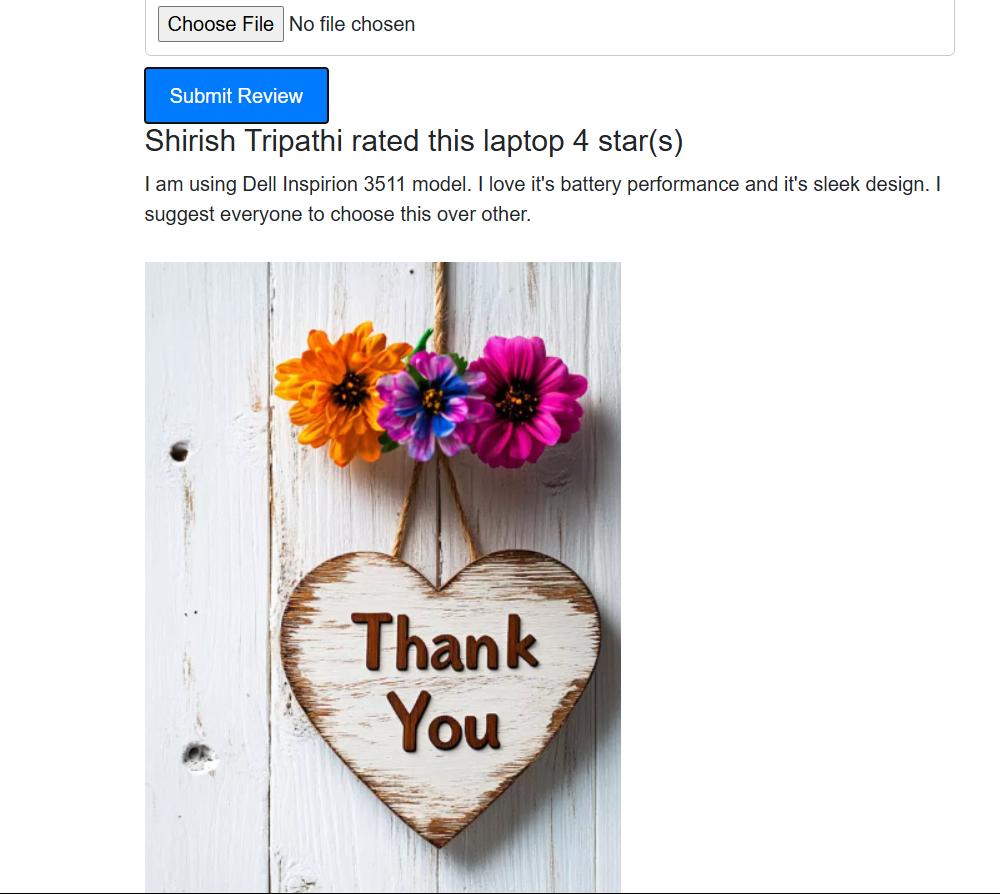 Choose File No file chosen
Submit Review
Shirish Tripathi rated this laptop 4 star(s)
I am using Dell Inspirion 3511 model. I love it's battery performance and it's sleek design. I
suggest everyone to choose this over other.
Thank
You